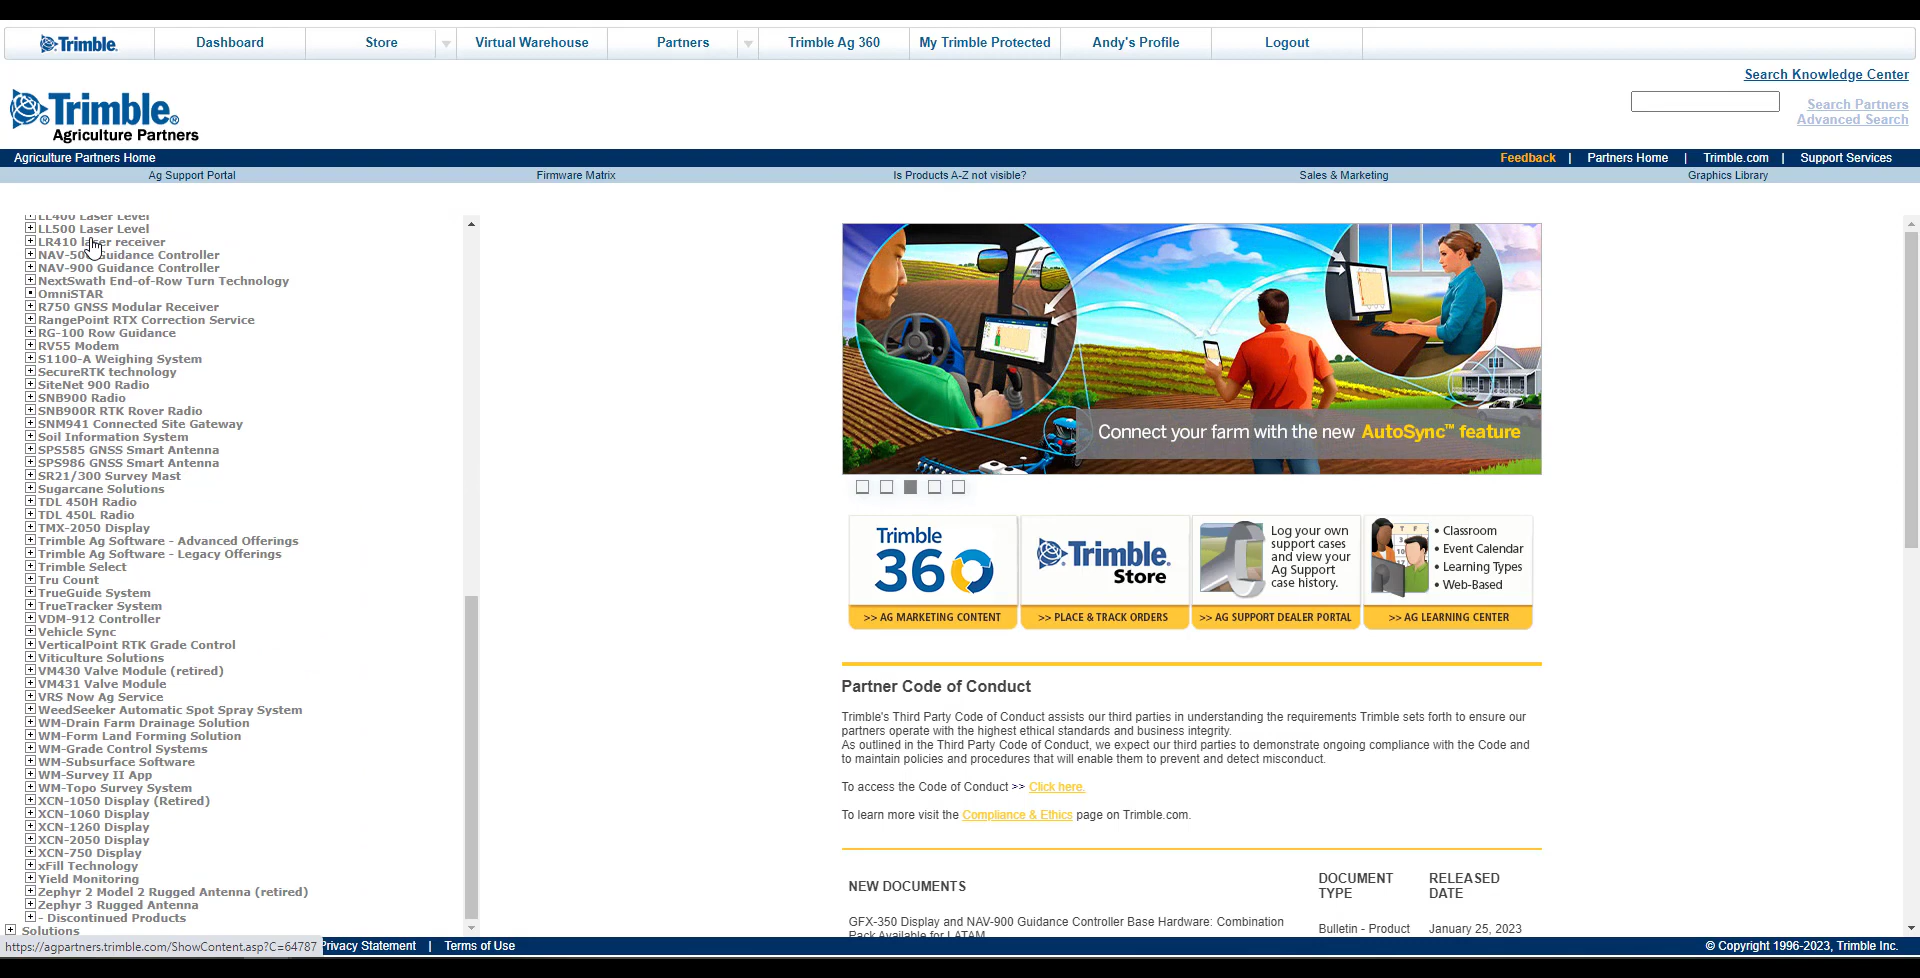 Trimble.
Dashboard
Store
Virtual Warehouse
Partners
Trimble Ag 360
My Trimble Protected
Andy's Profile
Logout
Search Knowledge Center
Trimble®
Agriculture Partners
Search Partners
Advanced Search
Agriculture Partners Home
Feedback | Partners Home | Trimble.com | Support Services
Ag Support Portal
Firmware Matrix
Is Products A-Z not visible?
Sales & Marketing
Graphics Library
LL400 Laser Level
LL500 Laser Level
LR410 laser receiver
NAV-500 Guidance Controller
NAV-900 Guidance Controller
NextSwath End-of-Row Turn Technology
OmniSTAR
R750 GNSS Modular Receiver
RangePoint RTX Correction Service
RG-100 Row Guidance
RV55 Modem
S1100-A Weighing System
SecureRTK technology
SiteNet 900 Radio
SNB900 Radio
SNB900R RTK Rover Radio
SNM941 Connected Site Gateway
Soil Information System
SPS585 GNSS Smart Antenna
SPS986 GNSS Smart Antenna
SR21/300 Survey Mast
Sugarcane Solutions
TDL 450H Radio
TDL 450L Radio
TMX-2050 Display
Trimble Ag Software - Advanced Offerings
Trimble Ag Software - Legacy Offerings
Trimble Select
Tru Count
TrueGuide System
TrueTracker System
VDM-912 Controller
Vehicle Sync
VerticalPoint RTK Grade Control
Viticulture Solutions
VM430 Valve Module (retired)
VM431 Valve Module
VRS Now Ag Service
WeedSeeker Automatic Spot Spray System
WM-Drain Farm Drainage Solution
WM-Form Land Forming Solution
WM-Grade Control Systems
WM-Subsurface Software
WM-Survey II App
WM-Topo Survey System
XCN-1050 Display (Retired)
XCN-1060 Display
XCN-1260 Display
XCN-2050 Display
XCN-750 Display
xFill Technology
Yield Monitoring
Zephyr 2 Model 2 Rugged Antenna (retired)
Zephyr 3 Rugged Antenna
- Discontinued Products
Solutions
Connect your farm with the new AutoSync™ feature
Trimble
360
>> AG MARKETING CONTENT
Trimble.
Store
>> PLACE & TRACK ORDERS
Log your own
support cases
and view your
Ag Support
case history.
>> AG SUPPORT DEALER PORTAL
• Classroom
• Event Calendar
• Learning Types
• Web-Based
>> AG LEARNING CENTER
Partner Code of Conduct
Trimble's Third Party Code of Conduct assists our third parties in understanding the requirements Trimble sets forth to ensure our
partners operate with the highest ethical standards and business integrity.
As outlined in the Third Party Code of Conduct, we expect our third parties to demonstrate ongoing compliance with the Code and
to maintain policies and procedures that will enable them to prevent and detect misconduct.
To access the Code of Conduct >> Click here.
To learn more visit the Compliance & Ethics page on Trimble.com.
NEW DOCUMENTS
DOCUMENT
TYPE
RELEASED
DATE
GFX-350 Display and NAV-900 Guidance Controller Base Hardware: Combination
Pack Available for LATAM
Bulletin - Product
January 25, 2023
https://agpartners.trimble.com/ShowContent.asp?C=64787
Privacy Statement | Terms of Use
© Copyright 1996-2023, Trimble Inc.